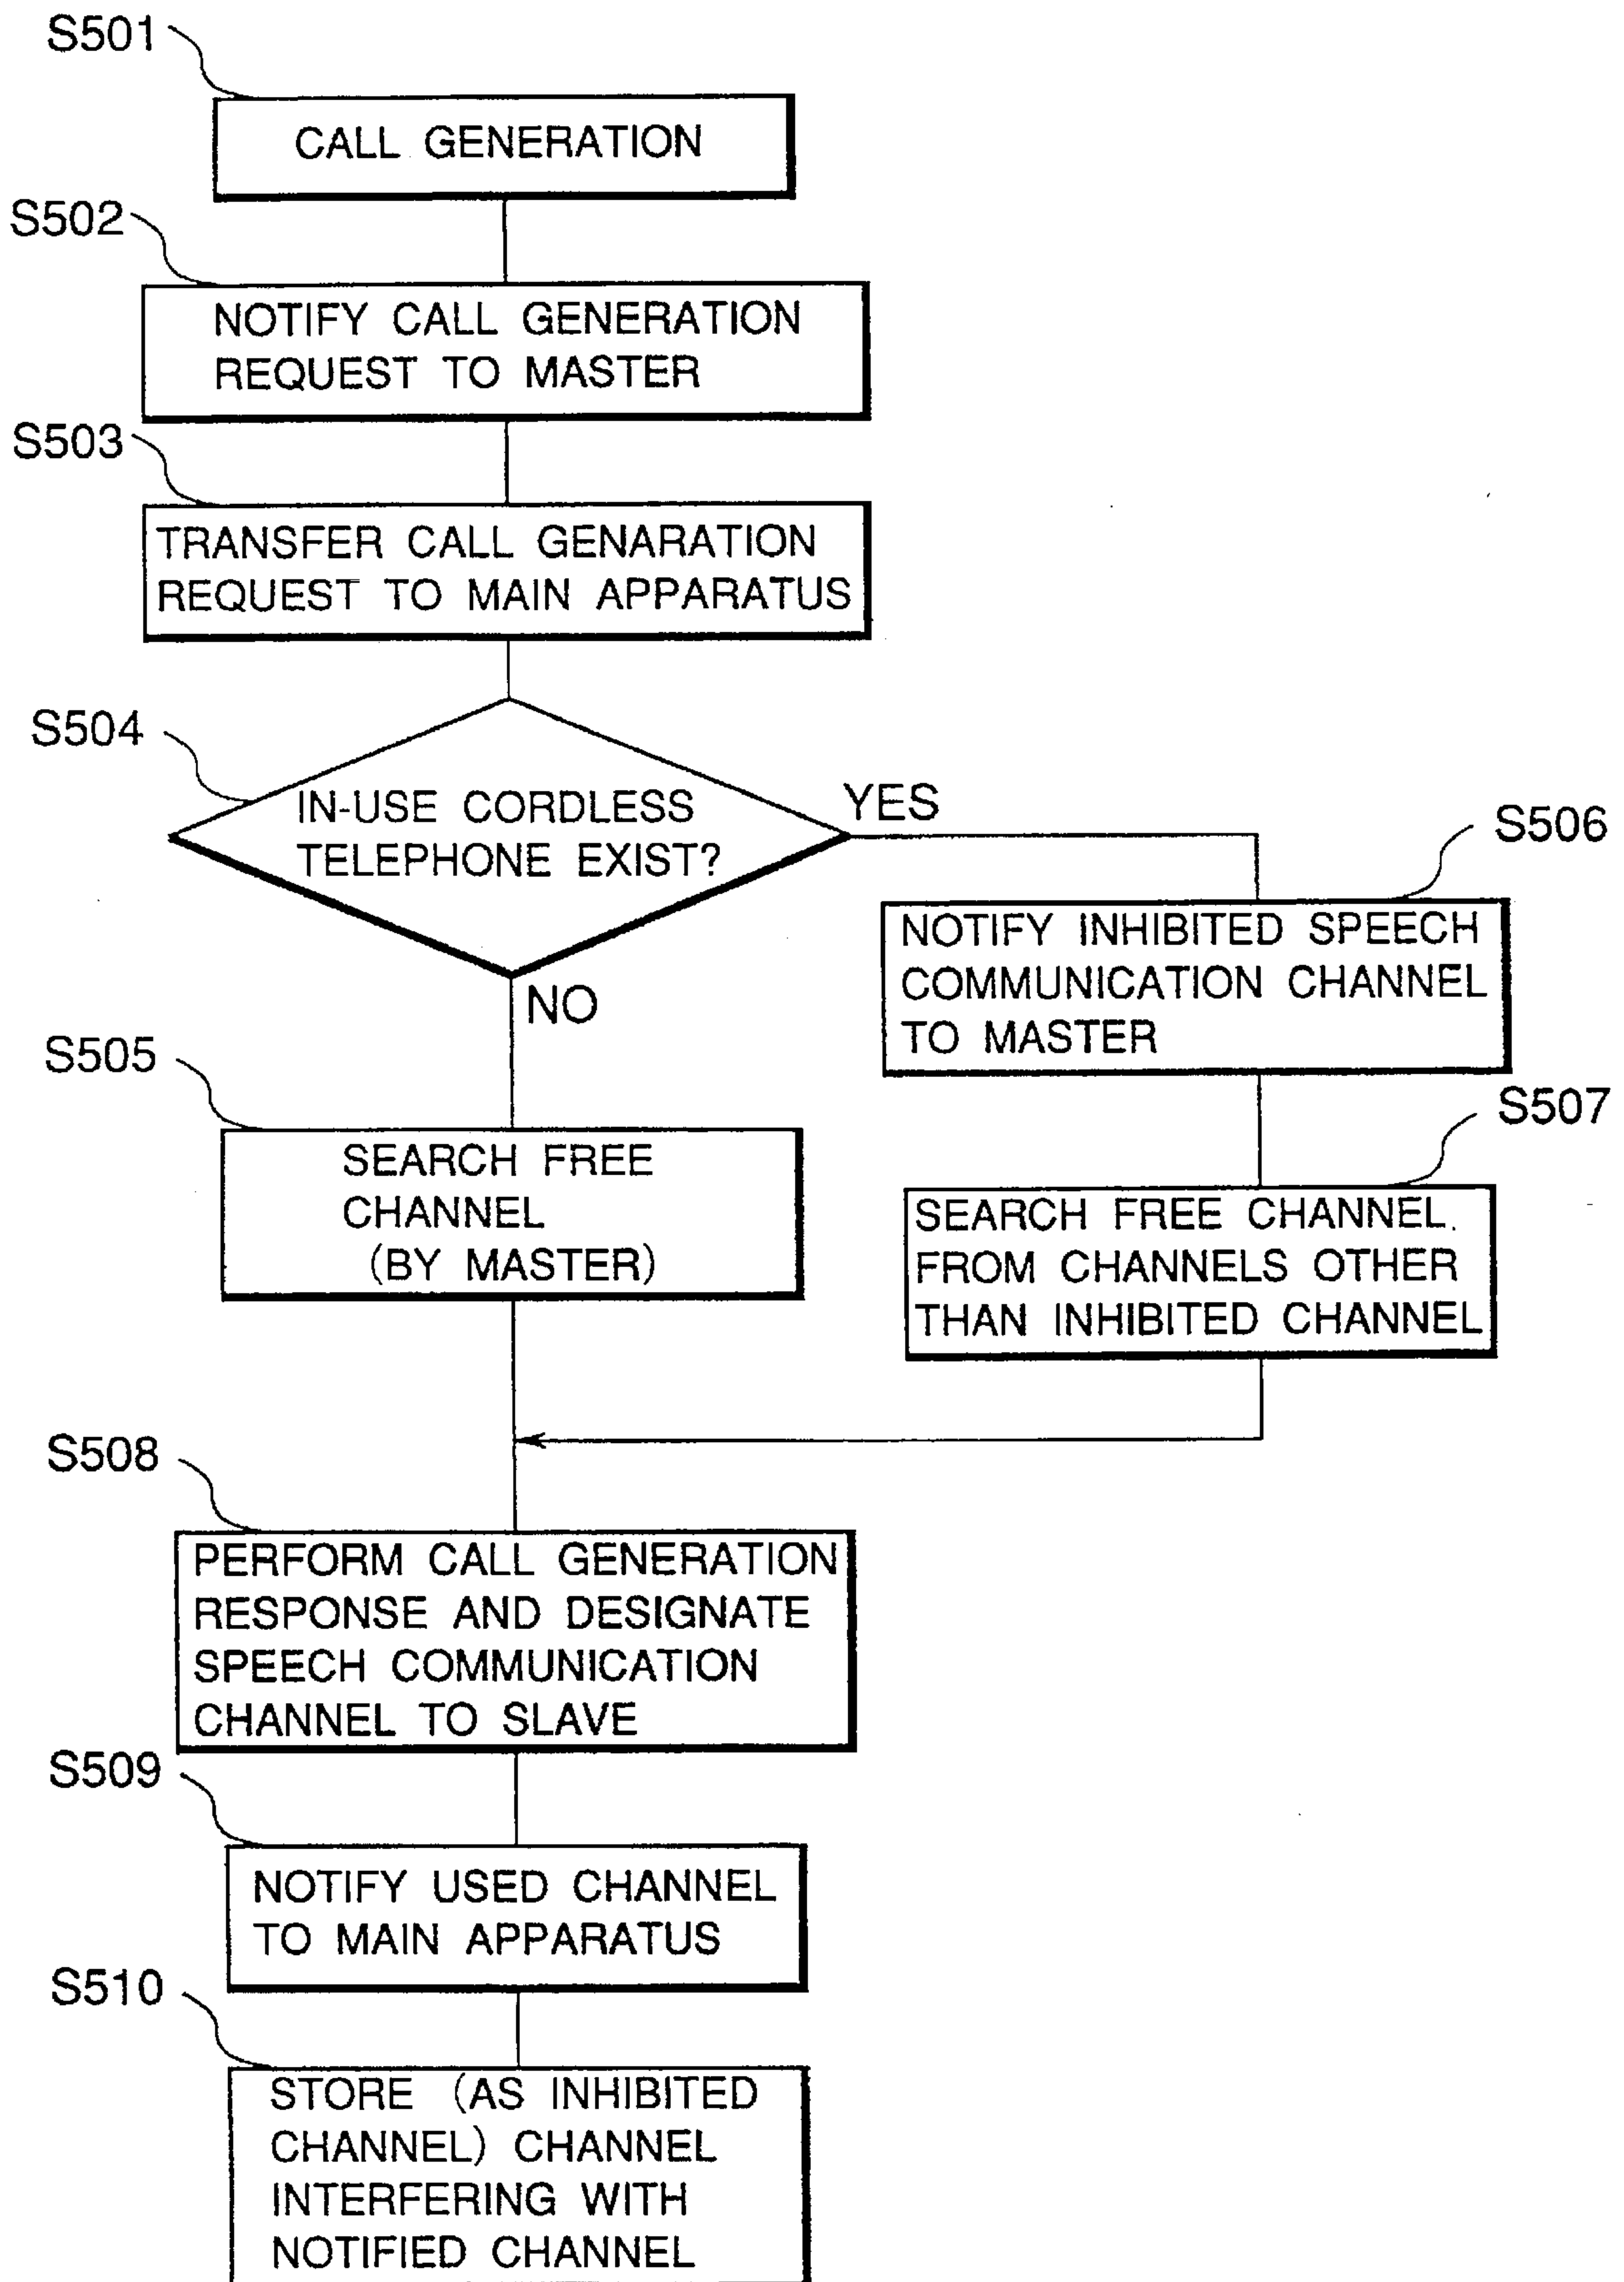 S501
CALL GENERATION
S502
NOTIFY CALL GENERATION
REQUEST TO MASTER
S503
TRANSFER CALL GENARATION
REQUEST TO MAIN APPARATUS
S504
IN-USE CORDLESS
TELEPHONE EXIST?
YES
NO
S506
NOTIFY INHIBITED SPEECH
COMMUNICATION CHANNEL
TO MASTER
S505
SEARCH FREE
CHANNEL
(BY MASTER)
S507
SEARCH FREE CHANNEL
FROM CHANNELS OTHER
THAN INHIBITED CHANNEL
S508
PERFORM CALL GENERATION
RESPONSE AND DESIGNATE
SPEECH COMMUNICATION
CHANNEL TO SLAVE
S509
NOTIFY USED CHANNEL
TO MAIN APPARATUS
S510
STORE (AS INHIBITED
CHANNEL) CHANNEL
INTERFERING WITH
NOTIFIED CHANNEL